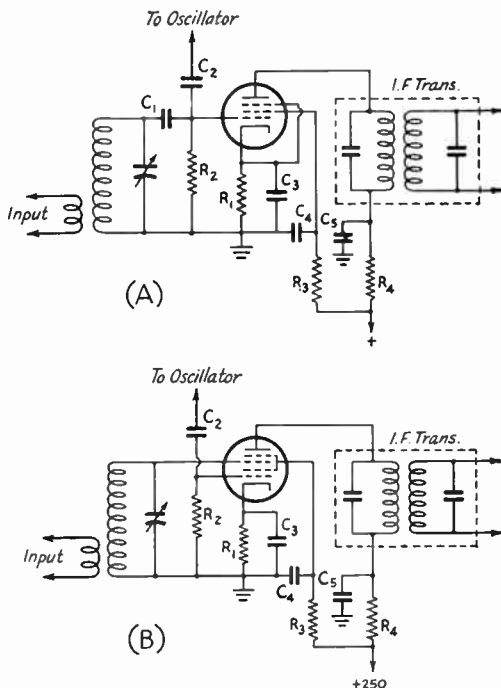 To Oscillator
C2
C1
I.F. Trans.
R2
C3
R1
Input
C4
C5
R3
R4
(A)
+
To Oscillator
C2
I.F. Trans.
R2
C3
Input
R1
C4
C5
R3
R4
(B)
+250